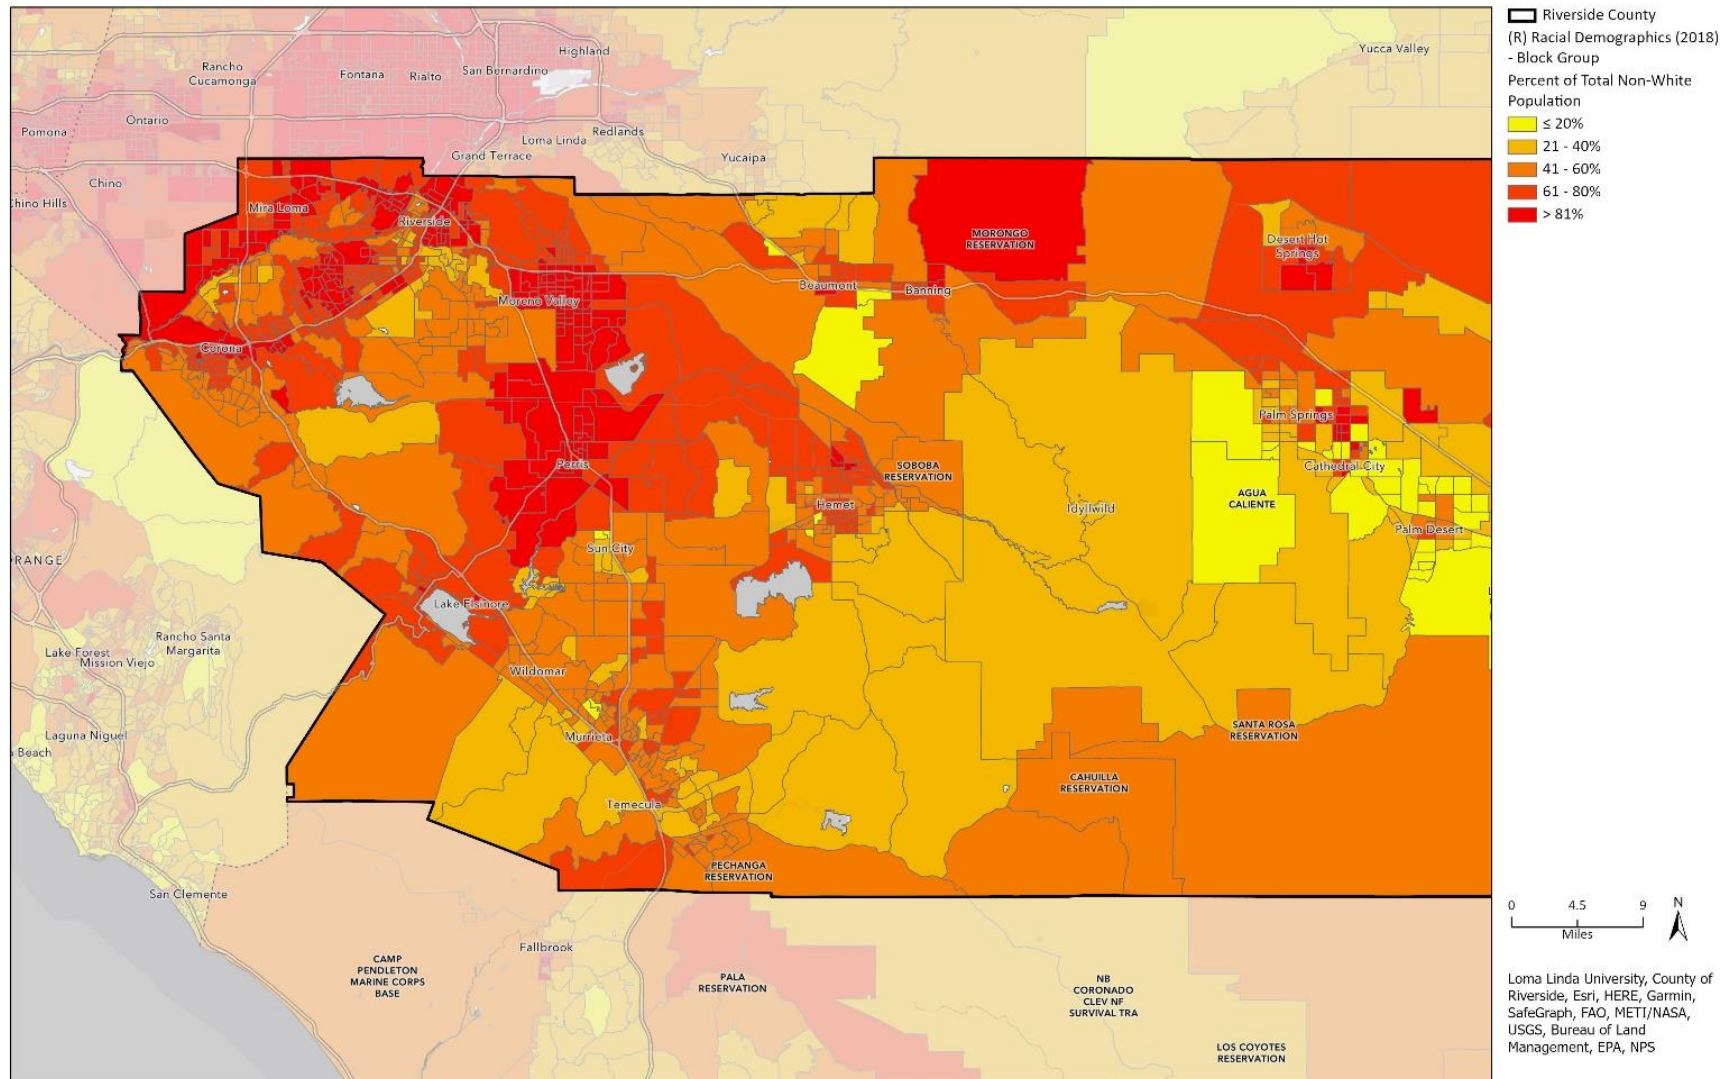 Yucca Valley
Highland
Rancho
Cucamonga
Fontana
Rialto
San Bernardino
Pomona
Ontario
Loma Linda
Redlands
Grand Terrace
Yucaipa
Chino
Chino Hills
Mira Loma
Riverside
MORONGO
RESERVATION
Desert Hot
Springs
Moreno Valley
Beaumont
Banning
Corona
Palm Springs
Perris
SOBOBA
RESERVATION
Cathedral City
Hemet
Idyllwild
AGUA
CALIENTE
Palm Desert
Sun City
RANGE
Lake Elsinore
Rancho Santa
Margarita
Lake Forest
Mission Viejo
Wildomar
Laguna Niguel
Murrieta
SANTA ROSA
RESERVATION
Beach
CAHUILLA
RESERVATION
Temecula
PECHANGA
RESERVATION
San Clemente
Fallbrook
CAMP
PENDLETON
MARINE CORPS
BASE
PALA
RESERVATION
NB
CORONADO
CLEV NF
SURVIVAL TRA
LOS COYOTES
RESERVATION
Riverside County
(R) Racial Demographics (2018)
- Block Group
Percent of Total Non-White
Population
≤ 20%
21 - 40%
41 - 60%
61 - 80%
> 81%
0 4.5 9
Miles
N
Loma Linda University, County of
Riverside, Esri, HERE, Garmin,
SafeGraph, FAO, METI/NASA,
USGS, Bureau of Land
Management, EPA, NPS